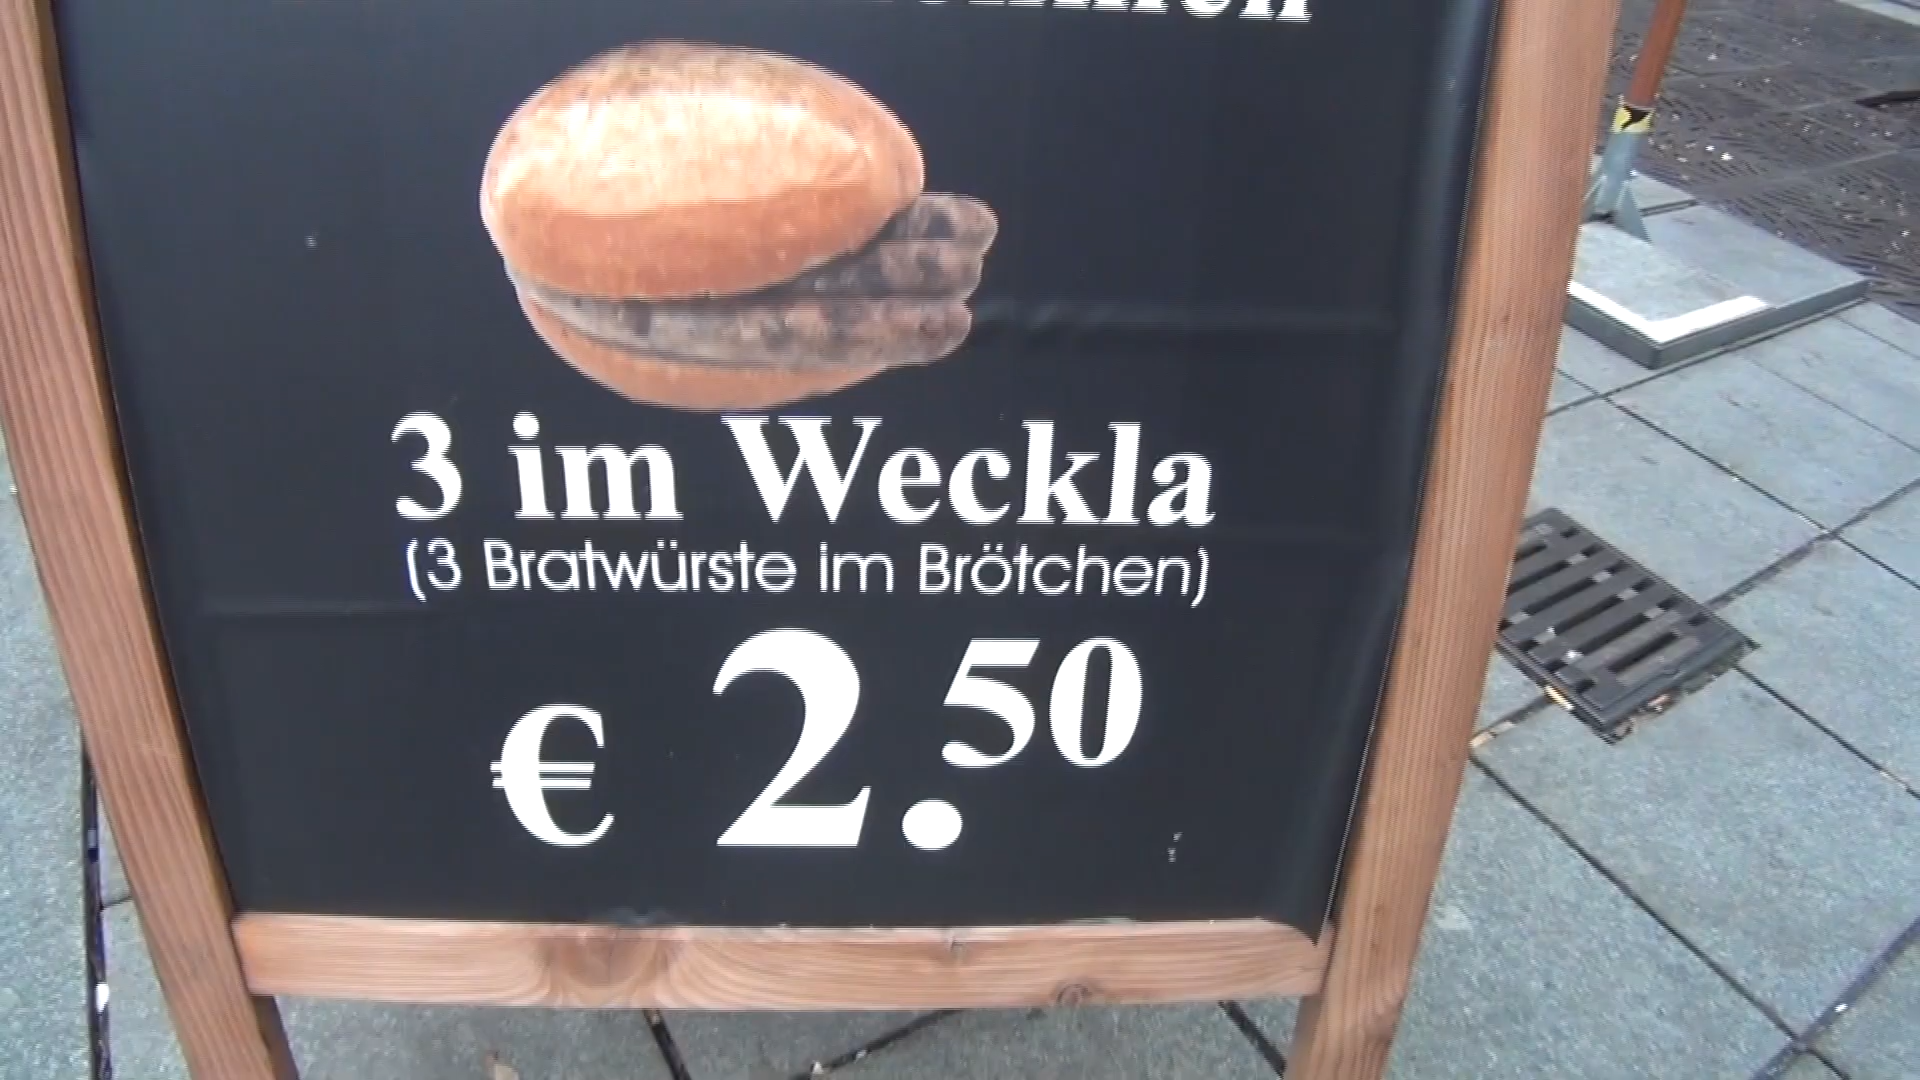 3 im Weckla
(3 Bratwürste im Brötchen)
€ 2.50